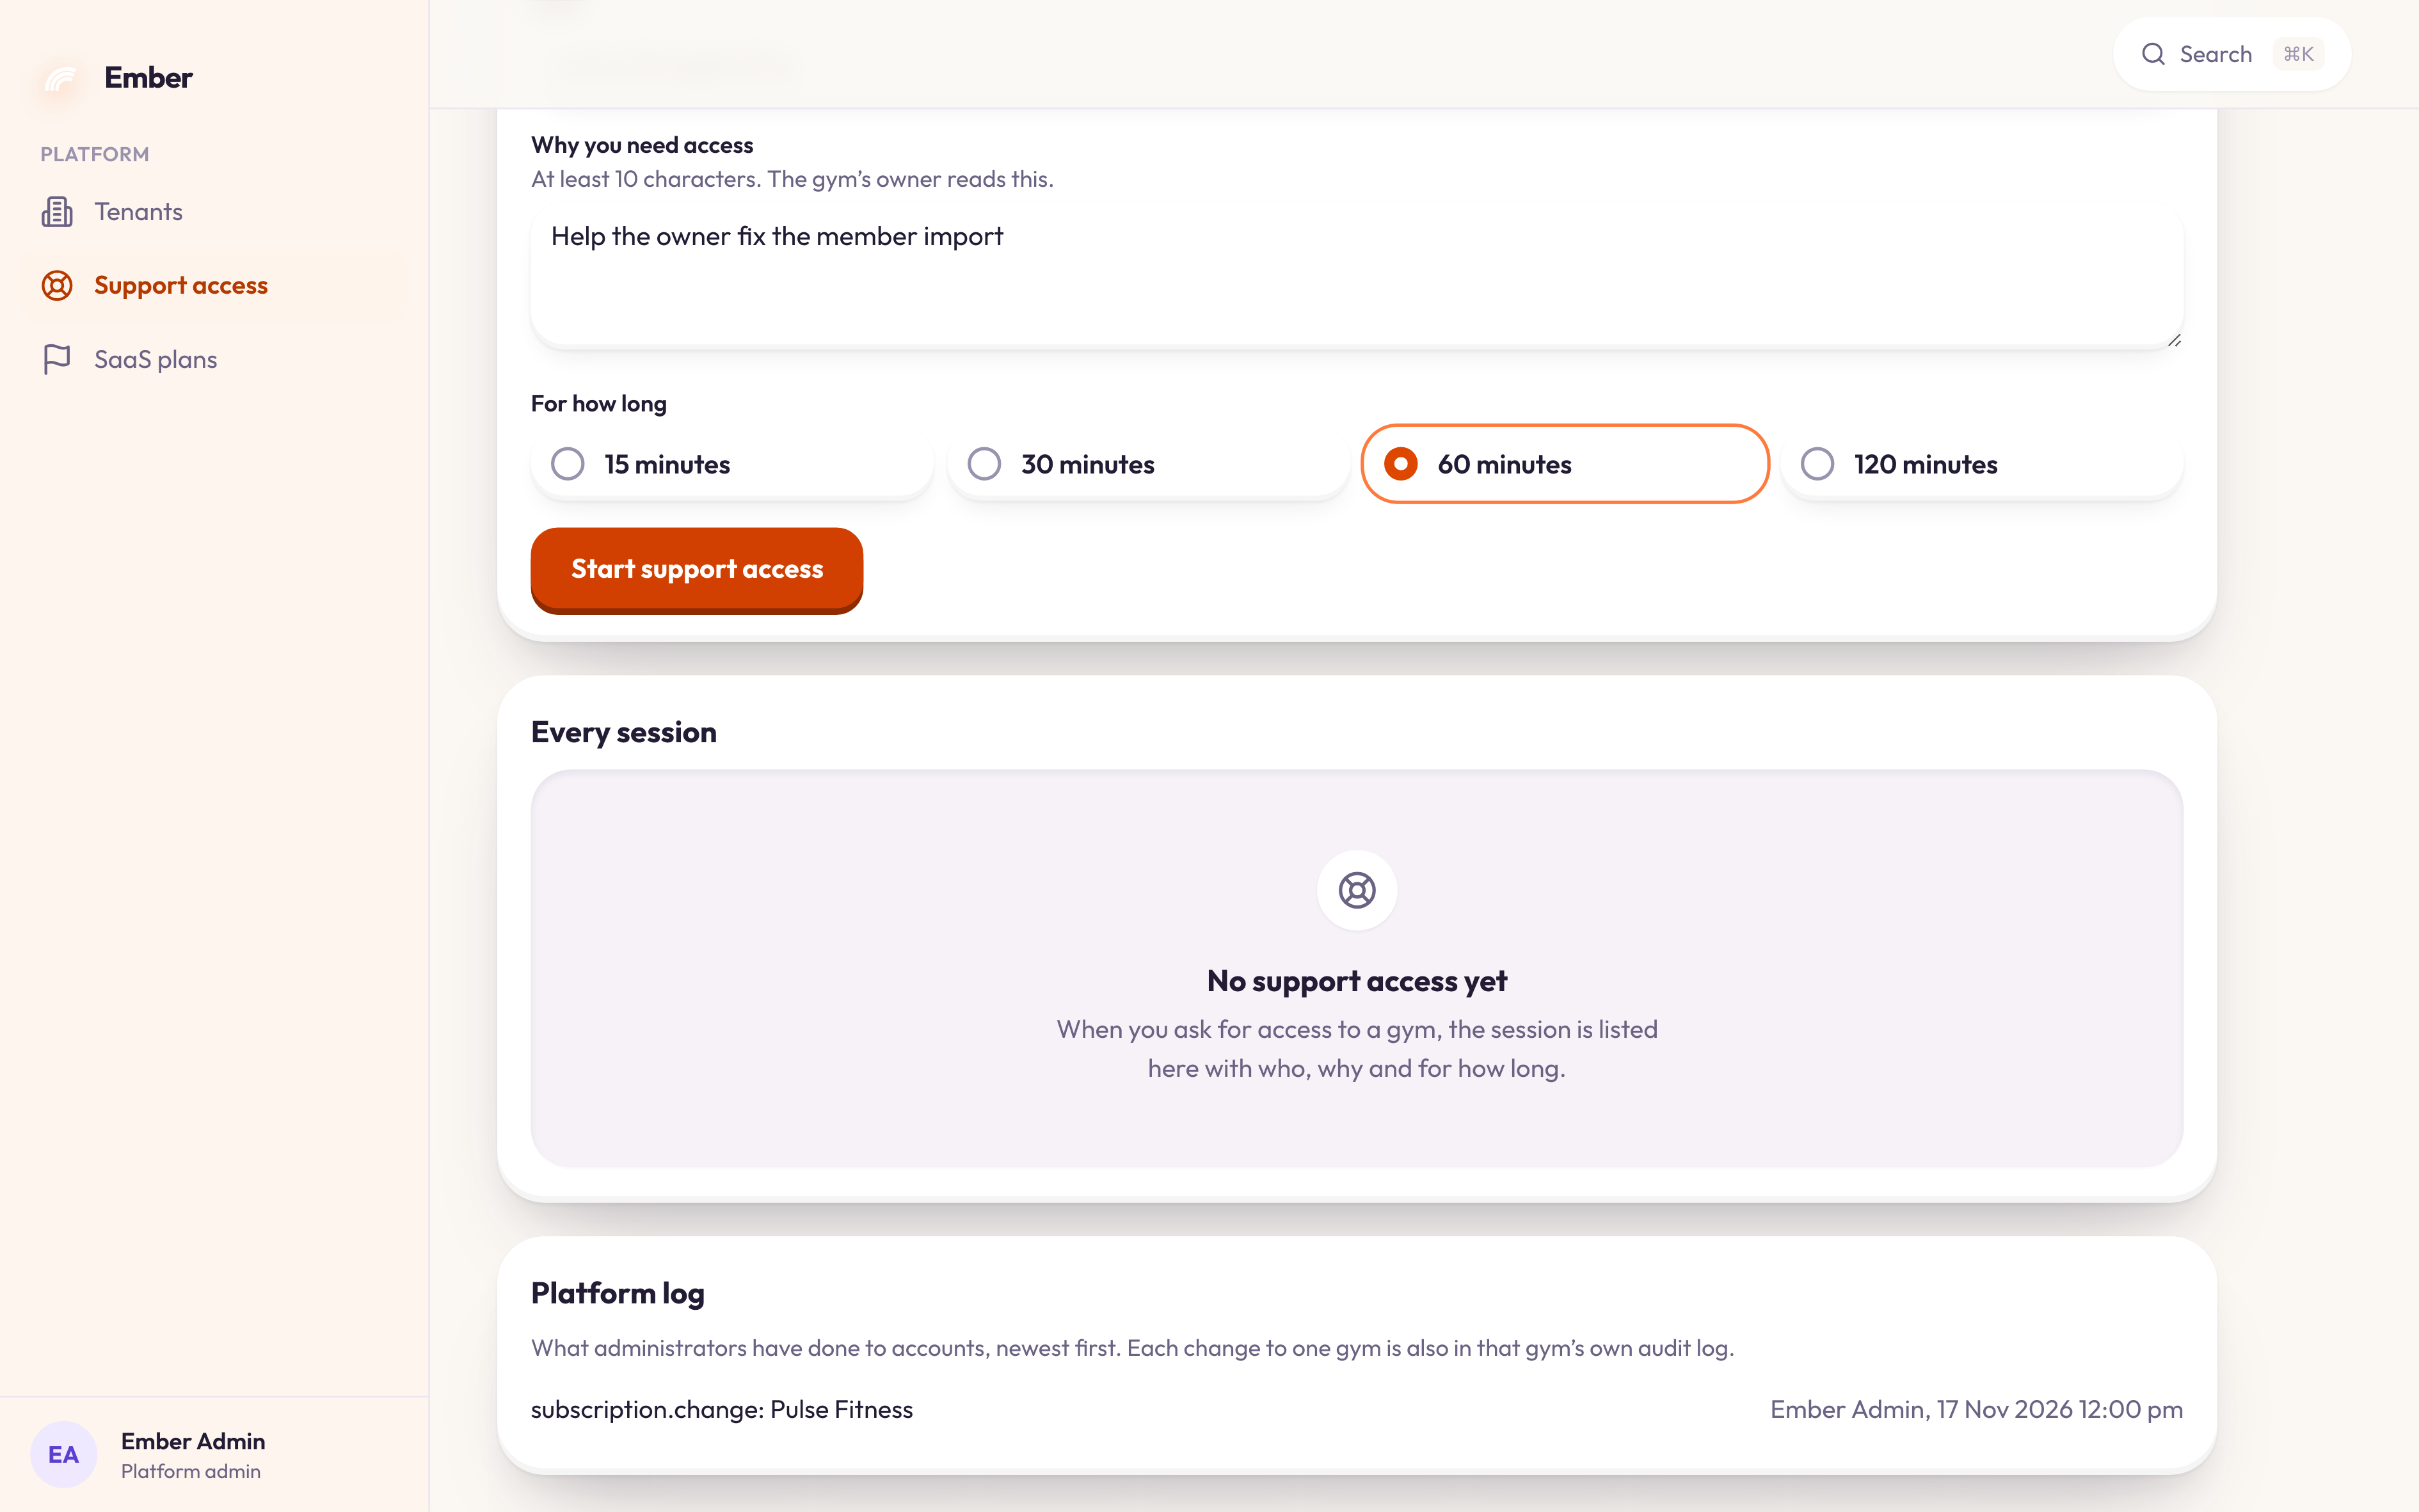 Ember
PLATFORM
Tenants
Support access
SaaS plans
Search ⌘K
Why you need access
At least 10 characters. The gym’s owner reads this.
Help the owner fix the member import
For how long
15 minutes
30 minutes
60 minutes
120 minutes
Start support access
Every session
No support access yet
When you ask for access to a gym, the session is listed
here with who, why and for how long.
Platform log
What administrators have done to accounts, newest first. Each change to one gym is also in that gym’s own audit log.
subscription.change: Pulse Fitness
Ember Admin, 17 Nov 2026 12:00 pm
EA
Ember Admin
Platform admin